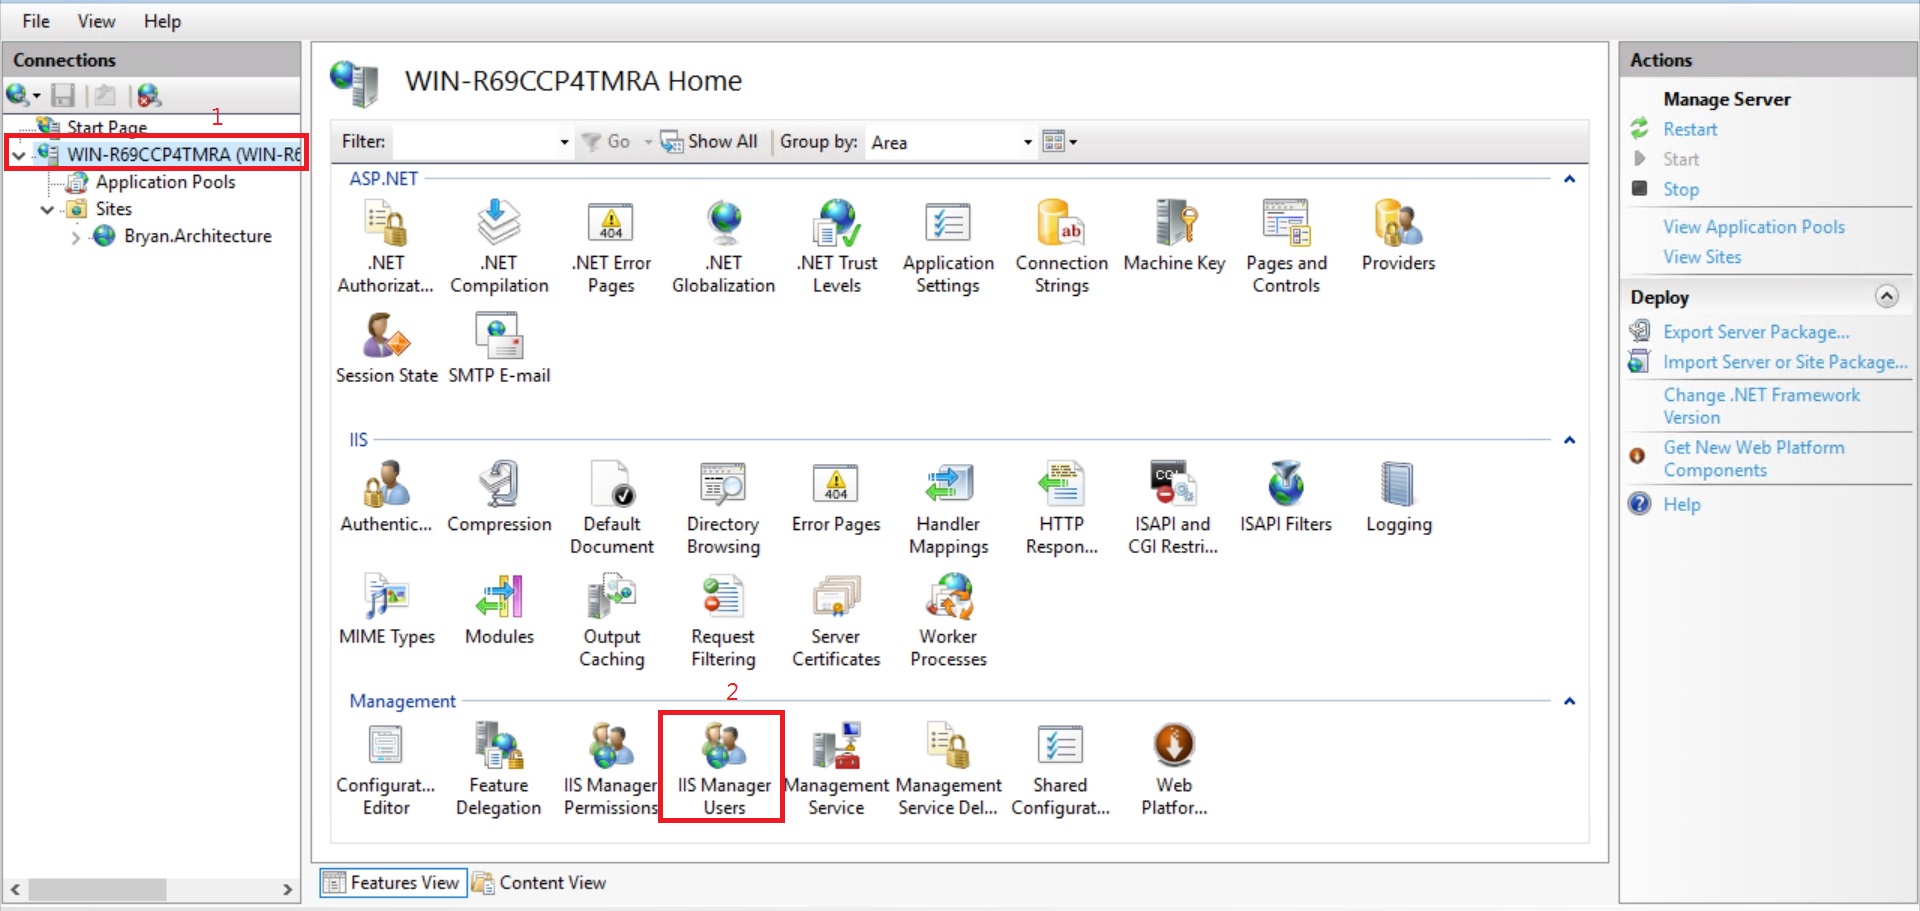 File View Help
Connections
1
Start Page
WIN-R69CCP4TMRA (WIN-R6
Application Pools
Sites
Bryan.Architecture
WIN-R69CCP4TMRA Home
Filter: Go Show All Group by: Area
ASP.NET
.NET Authorizat...
.NET Compilation
404
.NET Error Pages
.NET Globalization
.NET Trust Levels
Application Settings
ab
Connection Strings
Machine Key
Pages and Controls
Providers
Session State
SMTP E-mail
IIS
Authentic...
Compression
Default Document
Directory Browsing
404
Error Pages
Handler Mappings
HTTP Respon...
CGI
ISAPI and CGI Restri...
ISAPI Filters
Logging
MIME Types
Modules
Output Caching
Request Filtering
Server Certificates
Worker Processes
2
Management
Configurat... Editor
Feature Delegation
IIS Manager Permissions
IIS Manager Users
Management Service
Management Service Del...
Shared Configurat...
Web Platfor...
Features View
Content View
Actions
Manage Server
Restart
Start
Stop
View Application Pools
View Sites
Deploy
Export Server Package...
Import Server or Site Package...
Change .NET Framework
Version
Get New Web Platform
Components
Help